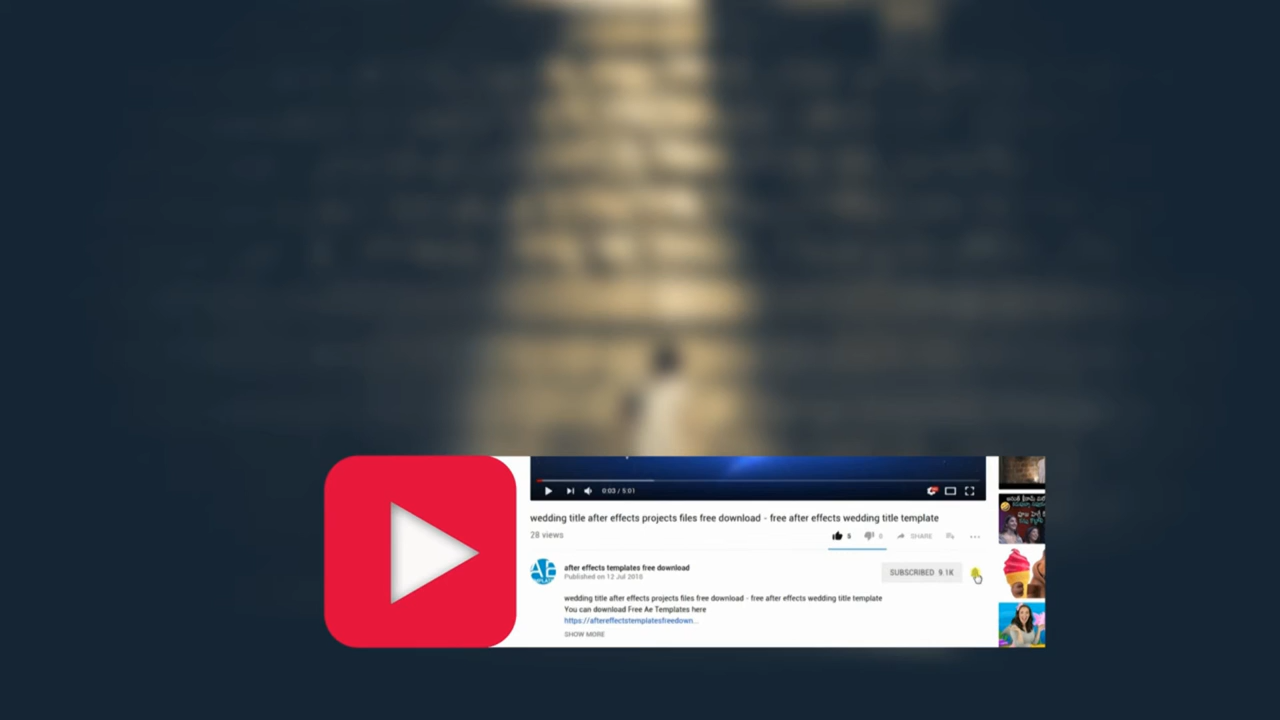 0:03 / 5:01
wedding title after effects projects files free download - free after effects wedding title template
28 views
5
0
SHARE
after effects templates free download
Published on 12 Jul 2018
SUBSCRIBED 9.1K
wedding title after effects projects files free download - free after effects wedding title template
You can download Free Ae Templates here
https://aftereffectstemplatesfreedown...
SHOW MORE